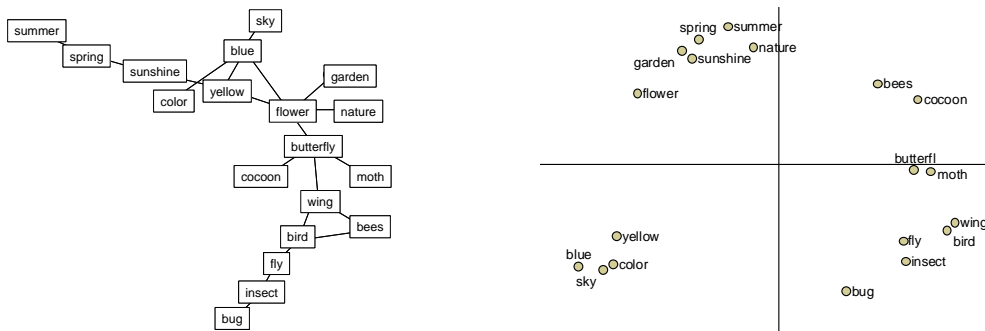 sky
summer
blue
spring
sunshine
garden
yellow
color
flower
nature
butterfly
cocoon
moth
wing
bees
bird
fly
insect
bug
spring
summer
nature
garden
sunshine
flower
bees
cocoon
butterfl
moth
wing
yellow
fly
bird
blue
color
insect
sky
bug